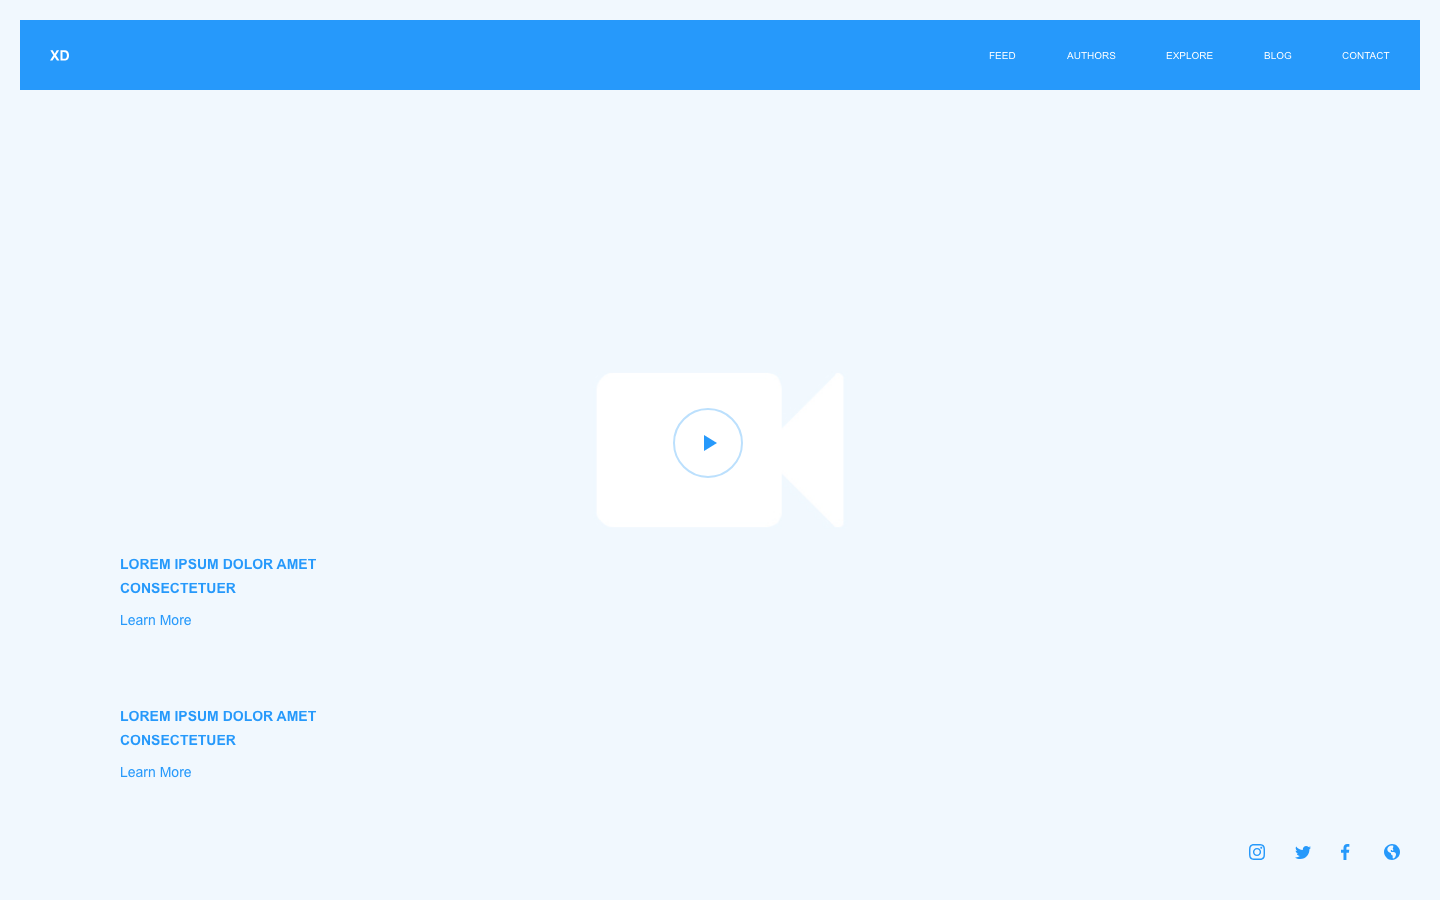 XD
FEED AUTHORS EXPLORE BLOG CONTACT
LOREM IPSUM DOLOR AMET
CONSECTETUER
Learn More
LOREM IPSUM DOLOR AMET
CONSECTETUER
Learn More